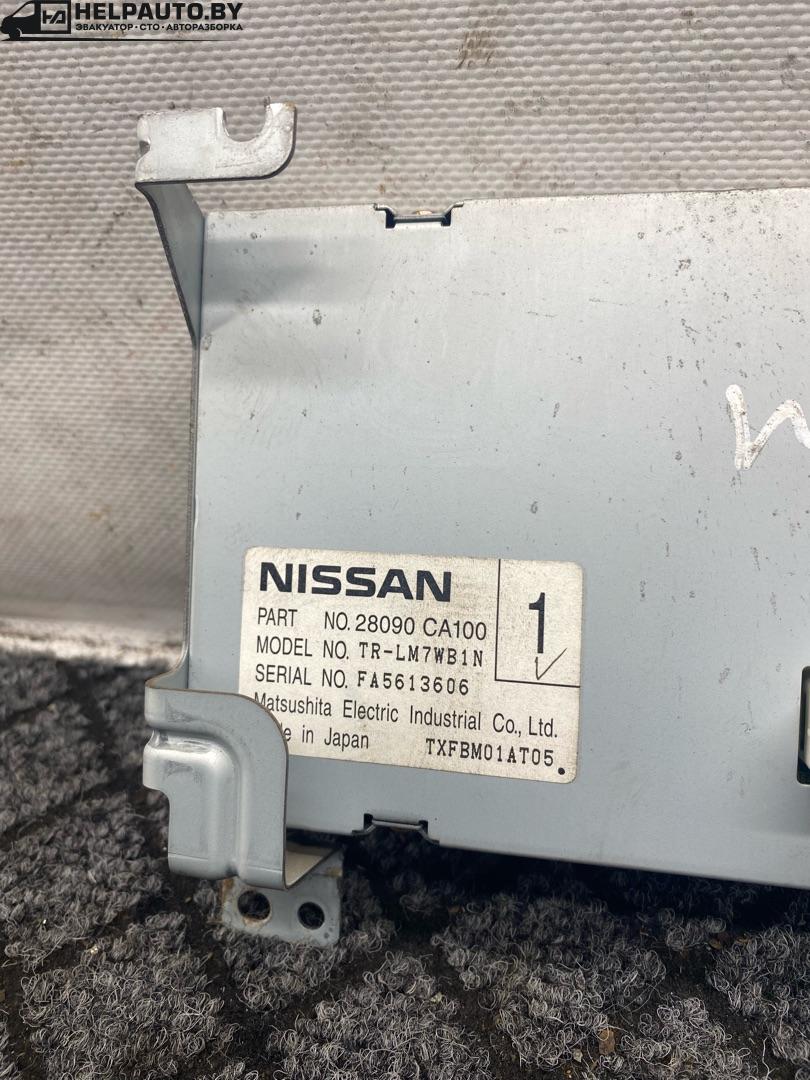 HELPAUTO.BY
ЭВАКУАТОР • СТО • АВТОРАЗБОРКА
NISSAN
1
PART NO. 28090 CA100
MODEL NO. TR-LM7WB1N
SERIAL NO. FA5613606
Matsushita Electric Industrial Co., Ltd.
in Japan TXFBM01AT05.